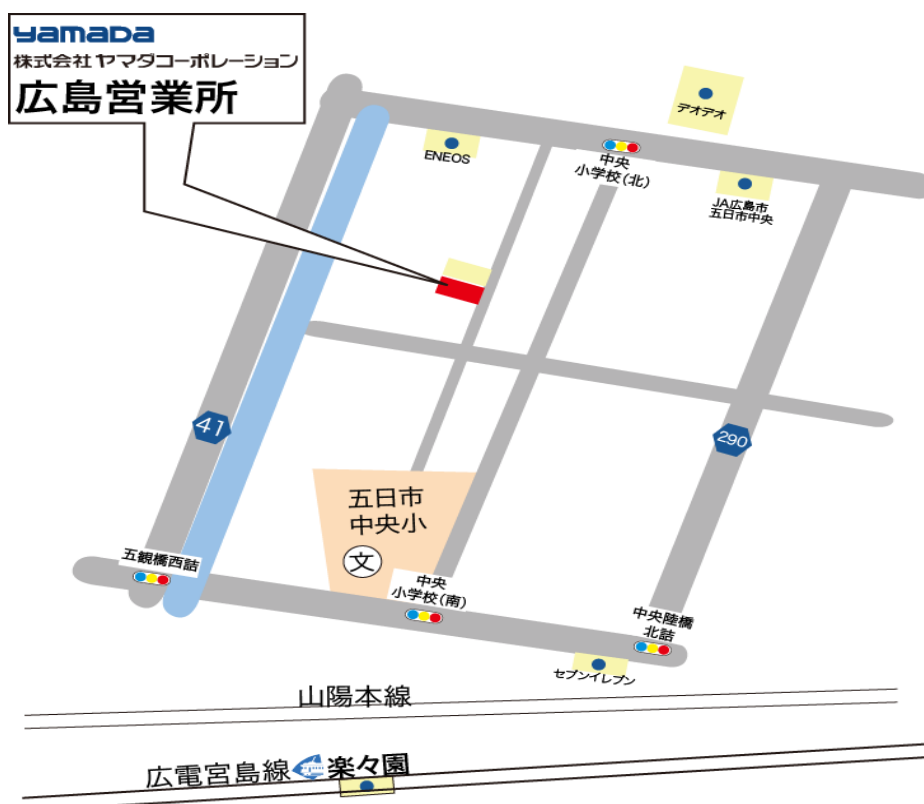 yamada
株式会社 ヤマダコーポレーション
広島営業所
デオデオ
ENEOS
中央
小学校(北)
JA広島市
五日市中央
41
290
五日市
中央小
文
五観橋西詰
中央
小学校(南)
中央陸橋
北詰
セブンイレブン
山陽本線
広電宮島線 楽々園